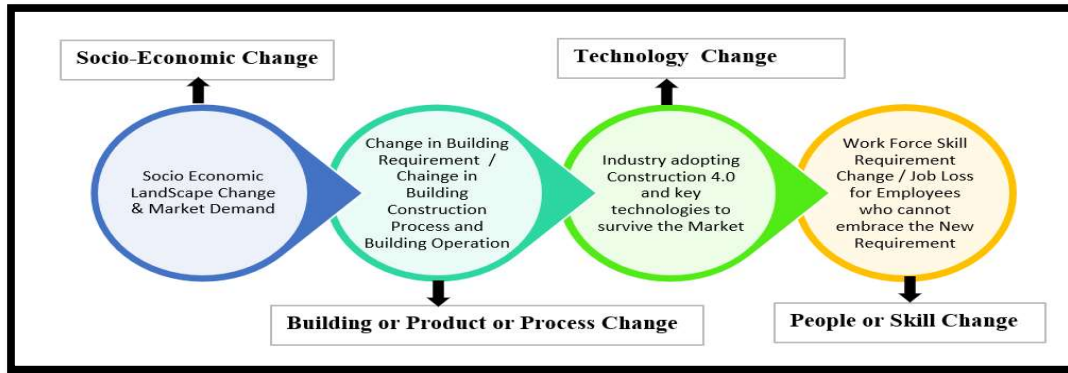 Socio-Economic Change
Technology Change
Socio Economic
LandScape Change
& Market Demand
Change in Building
Requirement /
Chainge in
Building
Construction
Process and
Building Operation
Industry adopting
Construction 4.0
and key
technologies to
survive the Market
Work Force Skill
Requirement
Change / Job Loss
for Employees
who cannot
embrace the New
Requirement
Building or Product or Process Change
People or Skill Change